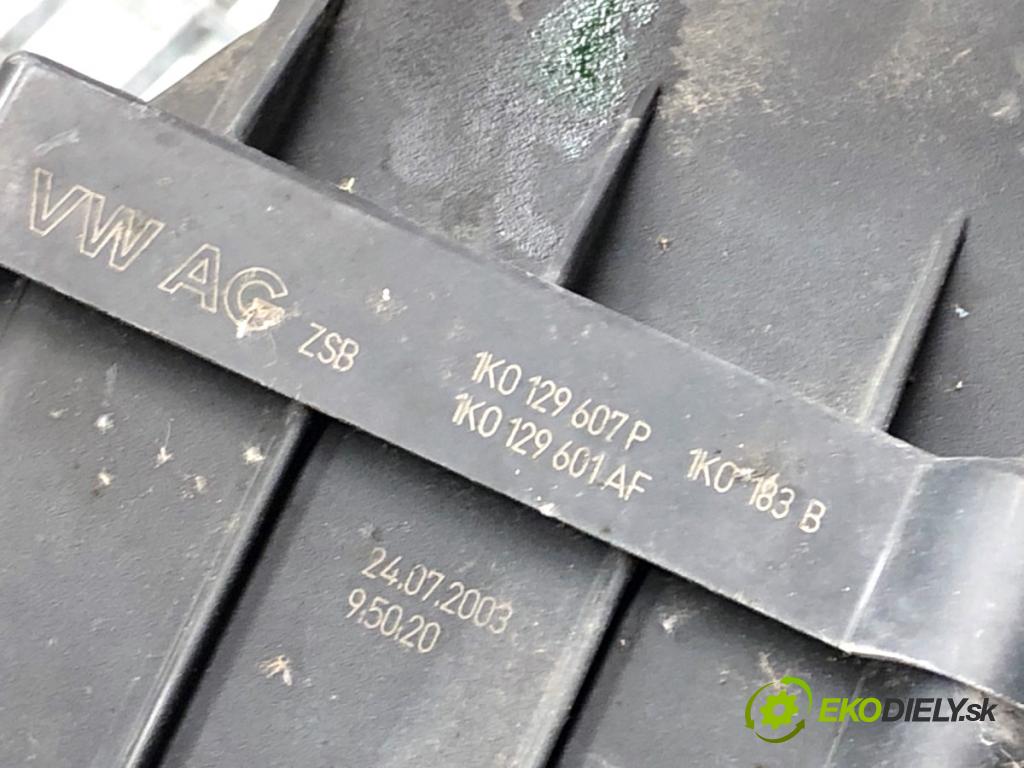 VW AG ZSB
1K0 129 607 P
1K0 129 601 AF
1K0 183 B
24.07.2003
9:50:20
EKODIELY.sk